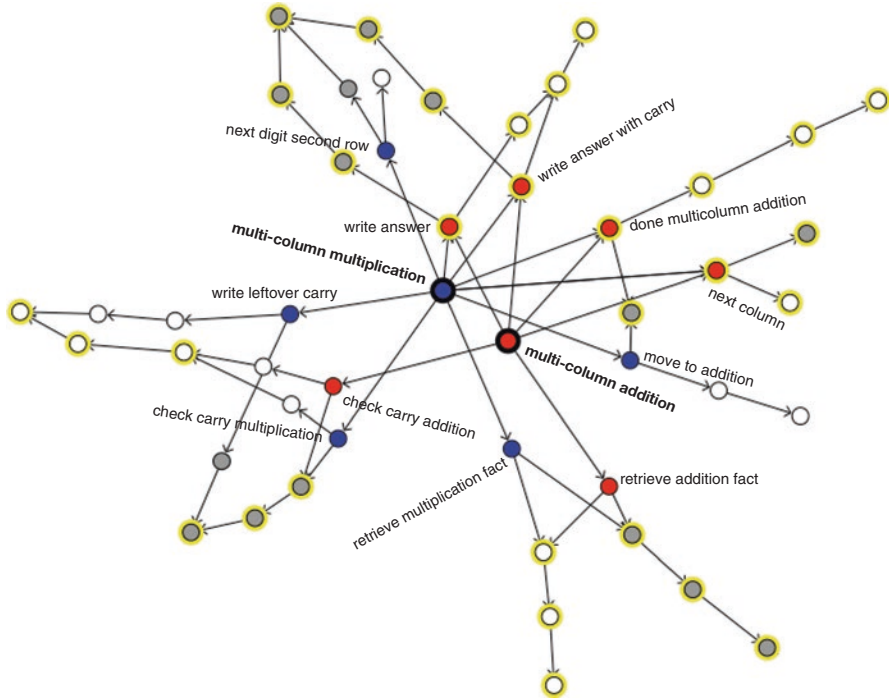 next digit second row
write answer with carry
write answer
done multicolumn addition
multi-column multiplication
write leftover carry
next column
move to addition
multi-column addition
check carry addition
check carry multiplication
retrieve multiplication fact
retrieve addition fact